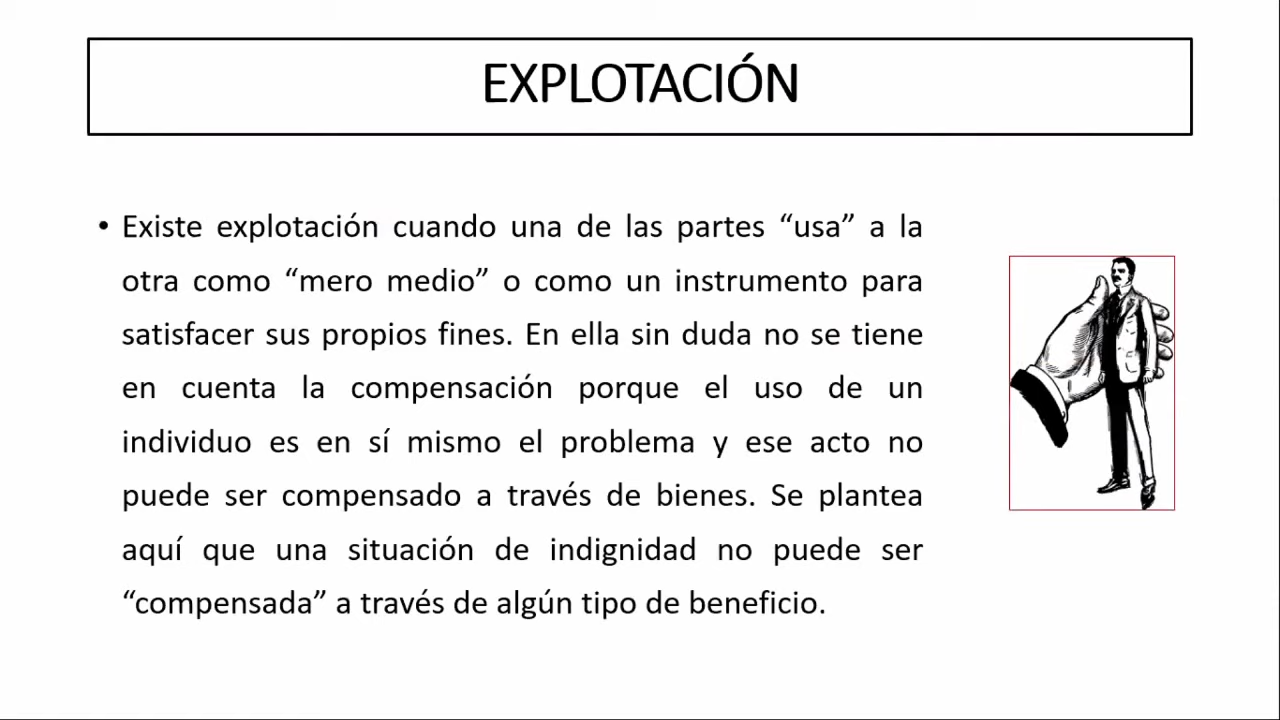 EXPLOTACIÓN
• Existe explotación cuando una de las partes “usa” a la
otra como “mero medio” o como un instrumento para
satisfacer sus propios fines. En ella sin duda no se tiene
en cuenta la compensación porque el uso de un
individuo es en sí mismo el problema y ese acto no
puede ser compensado a través de bienes. Se plantea
aquí que una situación de indignidad no puede ser
“compensada” a través de algún tipo de beneficio.